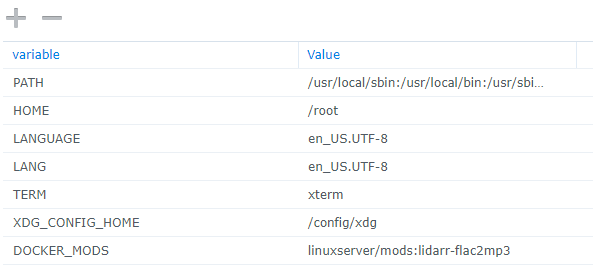 variable Value
PATH /usr/local/sbin:/usr/local/bin:/usr/sbi...
HOME /root
LANGUAGE en_US.UTF-8
LANG en_US.UTF-8
TERM xterm
XDG_CONFIG_HOME /config/xdg
DOCKER_MODS linuxserver/mods:lidarr-flac2mp3